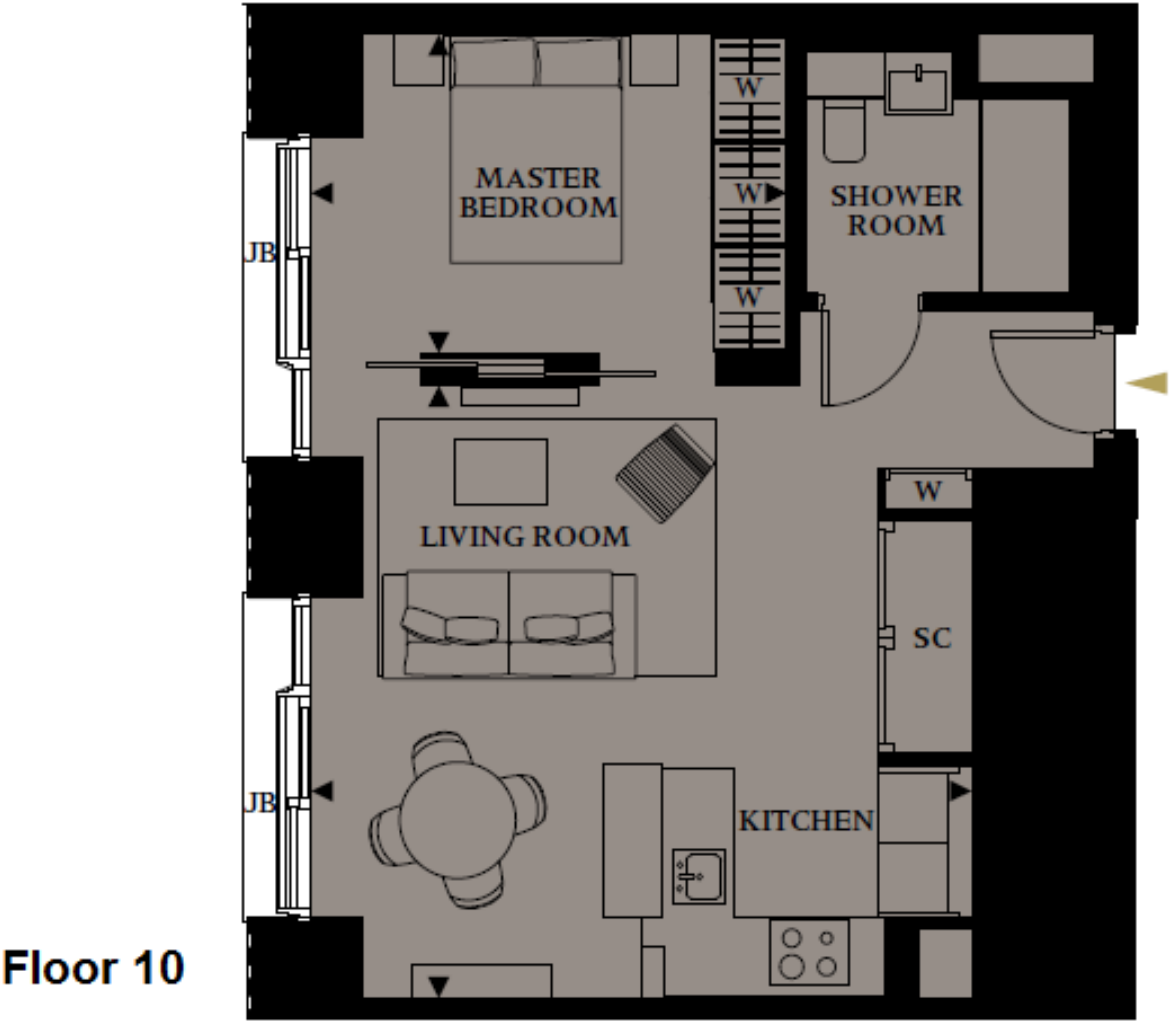 W
MASTER
BEDROOM
W
SHOWER
ROOM
JB
W
W
LIVING ROOM
SC
JB
KITCHEN
Floor 10